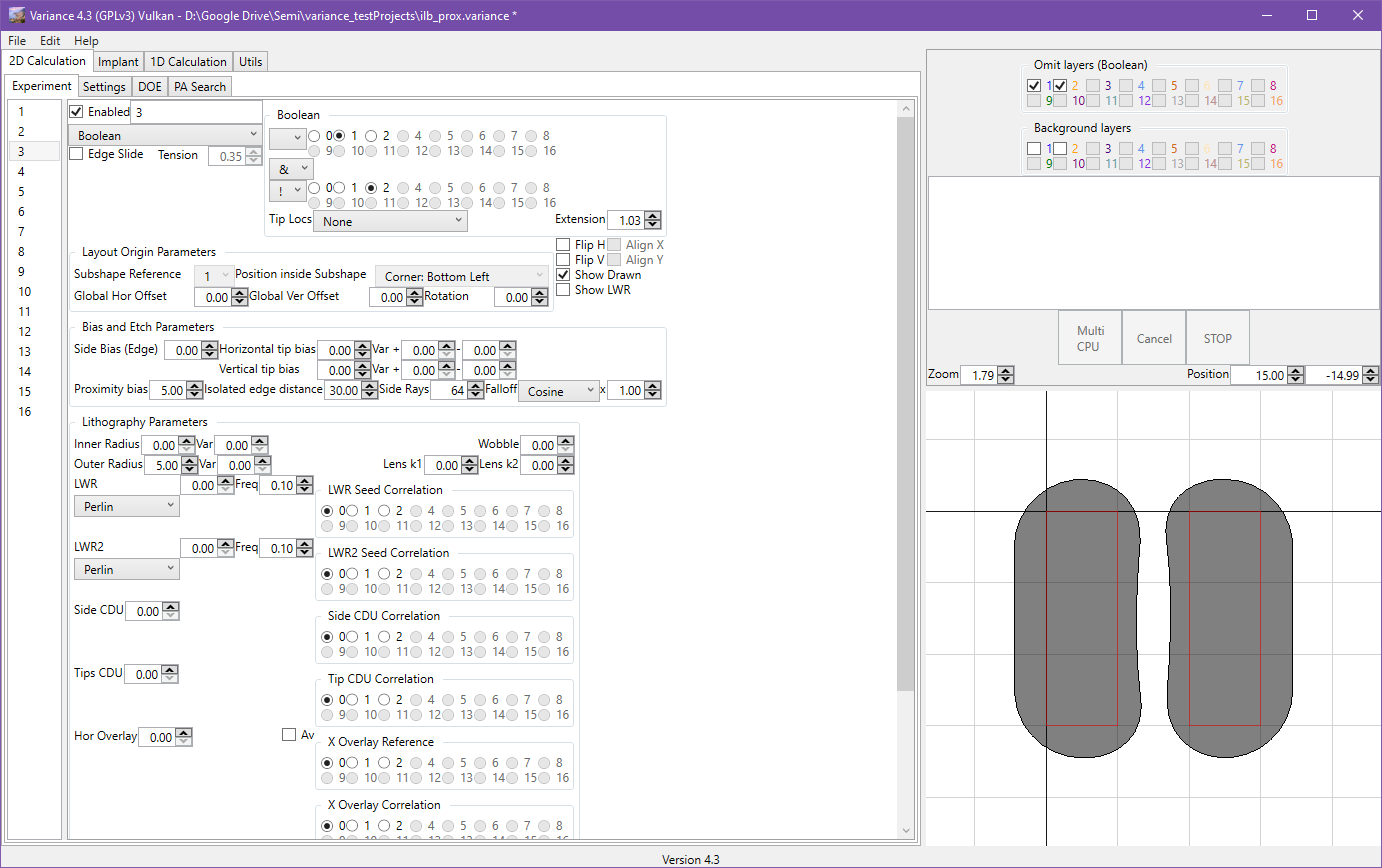 Variance 4.3 (GPLv3) Vulkan - D:\Google Drive\Semi\variance_testProjects\ilb_prox.variance *
File Edit Help
2D Calculation Implant 1D Calculation Utils
Experiment Settings DOE PA Search
1
2
3
4
5
6
7
8
9
10
11
12
13
14
15
16
Enabled 3
Boolean
Edge Slide Tension 0.35
Boolean
0 1 2 4 5 6 7 8
9 10 11 12 13 14 15 16
&
! 0 1 2 4 5 6 7 8
9 10 11 12 13 14 15 16
Tip Locs None Extension 1.03
Flip H Align X
Flip V Align Y
Show Drawn
Show LWR
Layout Origin Parameters
Subshape Reference 1 Position inside Subshape Corner: Bottom Left
Global Hor Offset 0.00 Global Ver Offset 0.00 Rotation 0.00
Bias and Etch Parameters
Side Bias (Edge) 0.00 Horizontal tip bias 0.00 Var + 0.00 - 0.00
Vertical tip bias 0.00 Var + 0.00 - 0.00
Proximity bias 5.00 Isolated edge distance 30.00 Side Rays 64 Falloff Cosine x 1.00
Lithography Parameters
Inner Radius 0.00 Var 0.00 Wobble 0.00
Outer Radius 5.00 Var 0.00 Lens k1 0.00 Lens k2 0.00
LWR 0.00 Freq 0.10
Perlin
LWR Seed Correlation
0 1 2 4 5 6 7 8
9 10 11 12 13 14 15 16
LWR2 0.00 Freq 0.10
Perlin
LWR2 Seed Correlation
0 1 2 4 5 6 7 8
9 10 11 12 13 14 15 16
Side CDU 0.00
Side CDU Correlation
0 1 2 4 5 6 7 8
9 10 11 12 13 14 15 16
Tips CDU 0.00
Tip CDU Correlation
0 1 2 4 5 6 7 8
9 10 11 12 13 14 15 16
Hor Overlay 0.00 Av
X Overlay Reference
0 1 2 4 5 6 7 8
9 10 11 12 13 14 15 16
X Overlay Correlation
0 1 2 4 5 6 7 8
Omit layers (Boolean)
1 2 3 4 5 6 7 8
9 10 11 12 13 14 15 16
Background layers
1 2 3 4 5 6 7 8
9 10 11 12 13 14 15 16
Multi
CPU
Cancel
STOP
Zoom 1.79 Position 15.00 -14.99
Version 4.3